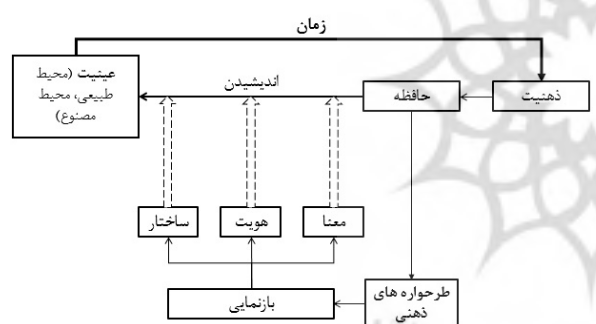 زمان
ذهنیت
حافظه
اندیشیدن
عینیت (محیط
طبیعی، محیط
مصنوع)
معنا
هویت
ساختار
طرحواره های
ذهنی
بازنمایی